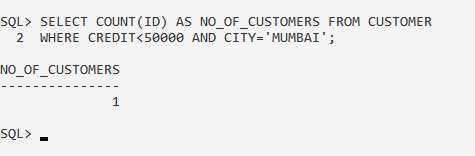 SQL> SELECT COUNT(ID) AS NO_OF_CUSTOMERS FROM CUSTOMER
  2  WHERE CREDIT<50000 AND CITY='MUMBAI';
NO_OF_CUSTOMERS
---------------
              1
SQL>